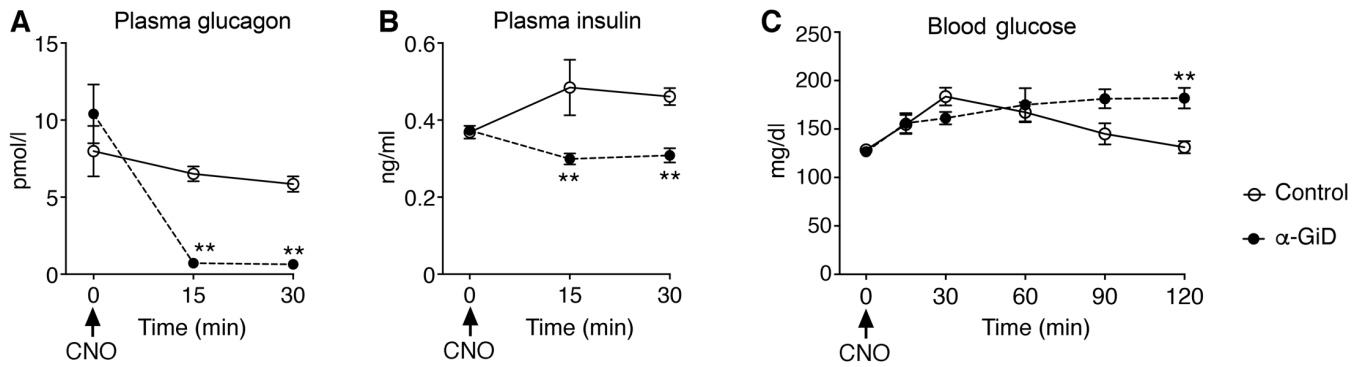 A Plasma glucagon
15
10
5
0
pmol/l
** **
0 15 30
Time (min)
CNO
B Plasma insulin
0.6
0.4
0.2
0
ng/ml
** **
0 15 30
Time (min)
CNO
C Blood glucose
250
200
150
100
50
0
mg/dl
**
0 30 60 90 120
Time (min)
CNO
Control
α-GiD